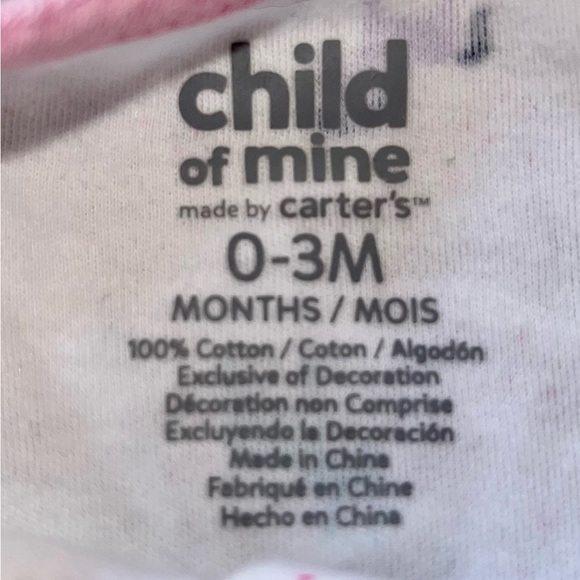 child
of mine
made by carter's™
0-3M
MONTHS / MOIS
100% Cotton / Coton / Algodón
Exclusive of Decoration
Décoration non Comprise
Excluyendo la Decoración
Made in China
Fabriqué en Chine
Hecho en China